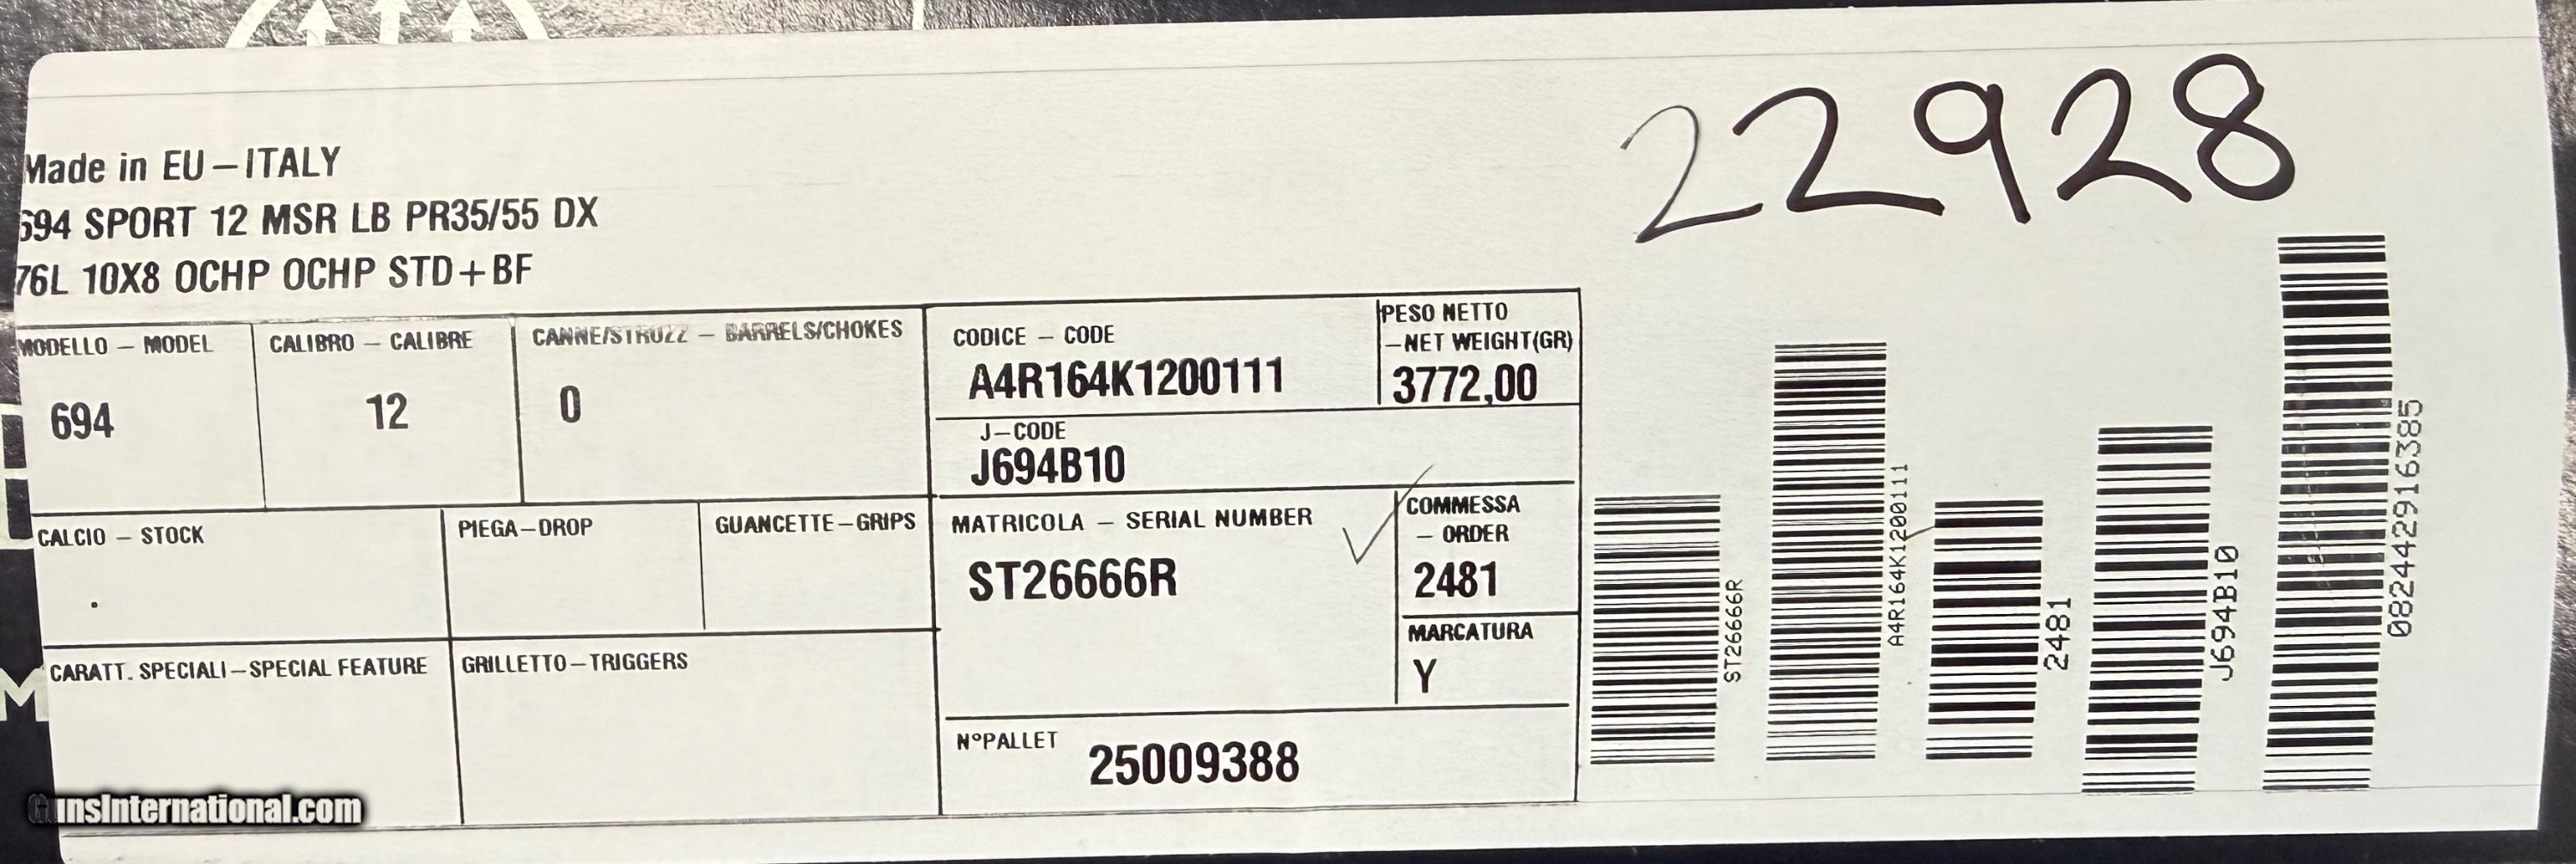 22928
Made in EU–ITALY
694 SPORT 12 MSR LB PR35/55 DX
76L 10X8 OCHP OCHP STD+BF
MODELLO – MODEL
694
CALIBRO – CALIBRE
12
CANNE/STROZZ – BARRELS/CHOKES
0
CODICE – CODE
A4R164K1200111
PESO NETTO
–NET WEIGHT(GR)
3772,00
J–CODE
J694B10
CALCIO – STOCK
.
PIEGA–DROP
GUANCETTE–GRIPS
MATRICOLA – SERIAL NUMBER
ST26666R
COMMESSA
– ORDER
2481
MARCATURA
Y
CARATT. SPECIALI–SPECIAL FEATURE
GRILLETTO–TRIGGERS
N°PALLET
25009388
ST26666R
A4R164K1200111
2481
J694B10
082442916385
GunsInternational.com